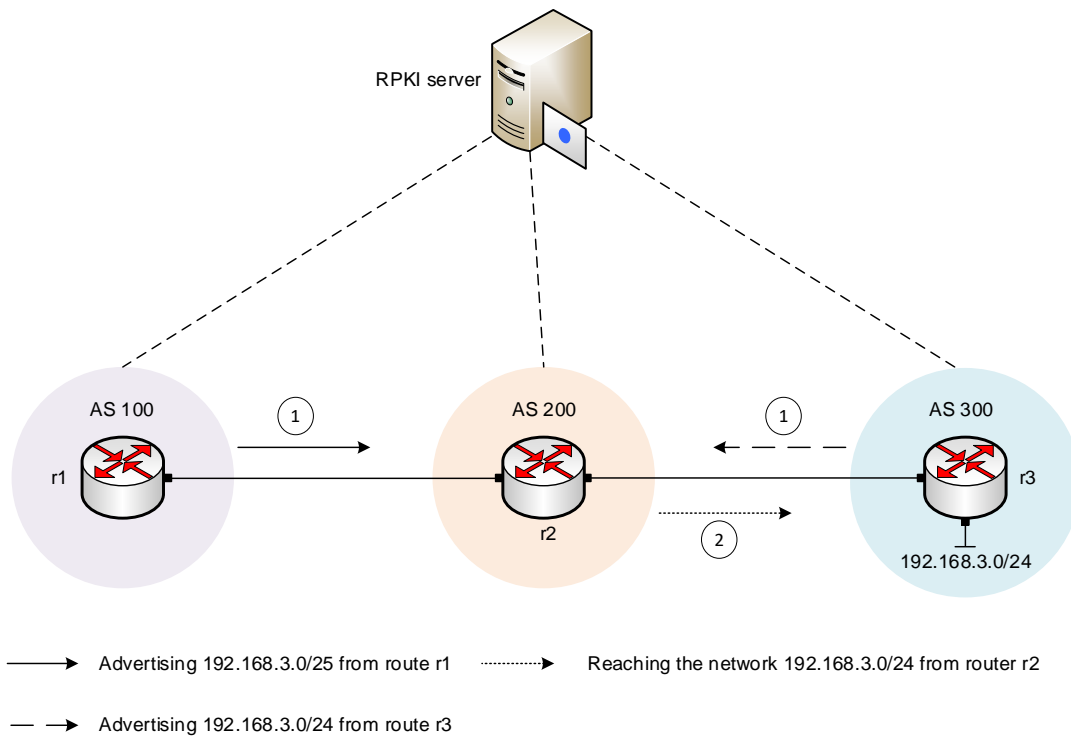 RPKI server
AS 100
1
AS 200
1
AS 300
r1
r3
r2
2
192.168.3.0/24
Advertising 192.168.3.0/25 from route r1
Reaching the network 192.168.3.0/24 from router r2
Advertising 192.168.3.0/24 from route r3